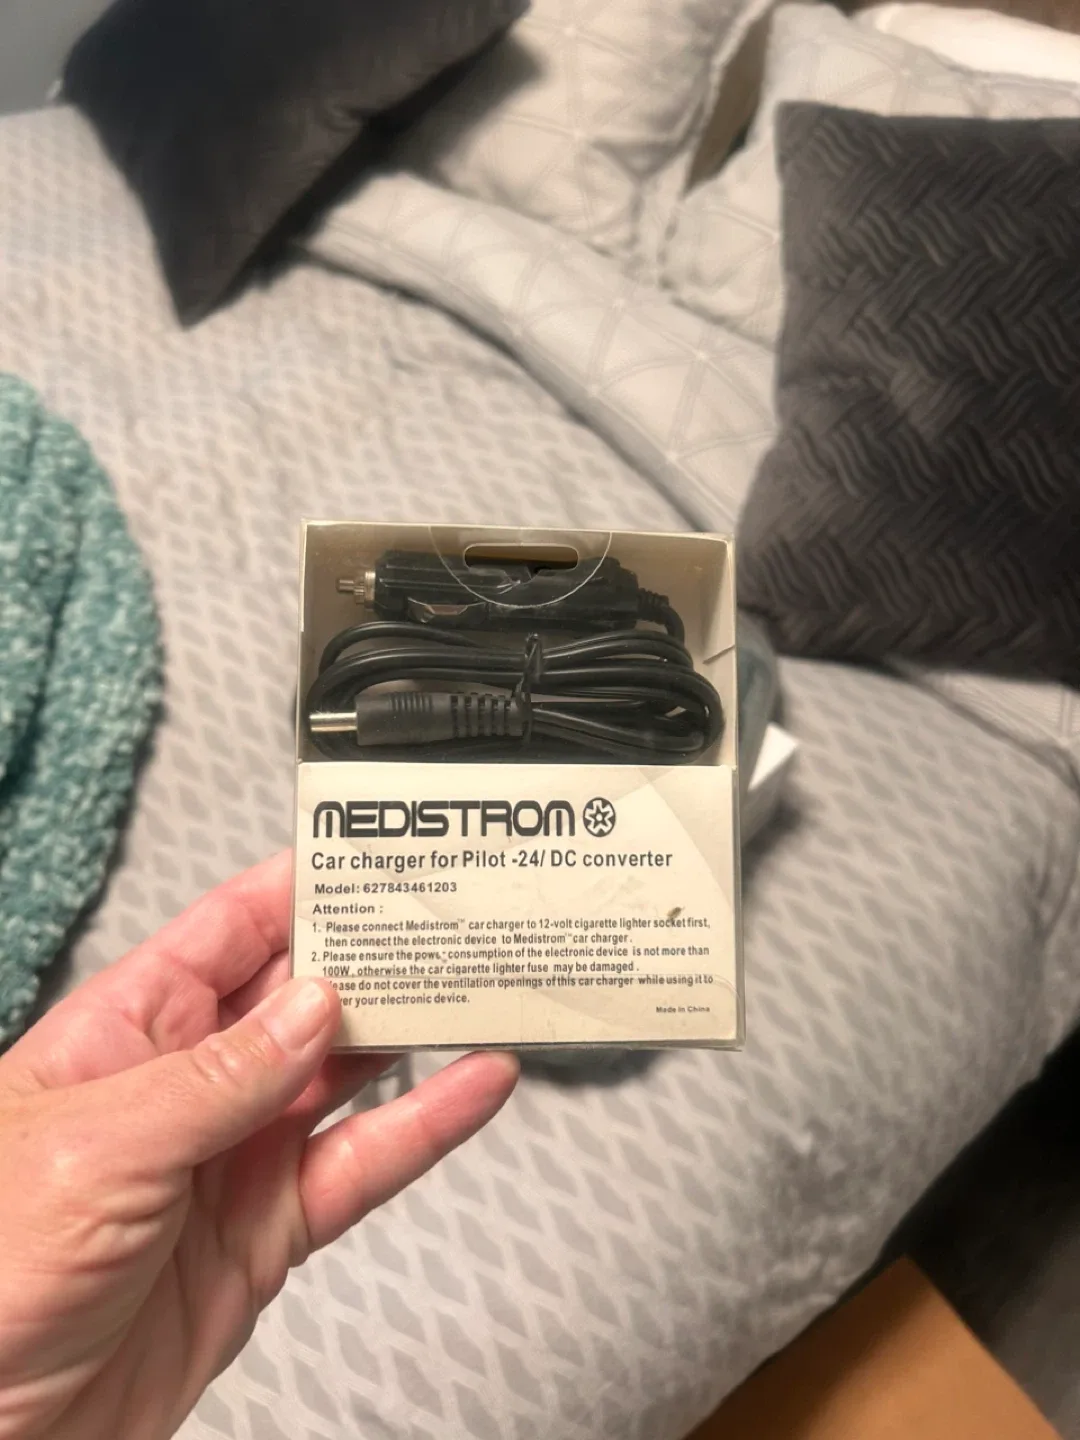 MEDISTROM
Car charger for Pilot -24/ DC converter
Model: 627843461203
Attention :
1. Please connect Medistrom™ car charger to 12-volt cigarette lighter socket first,
then connect the electronic device to Medistrom™ car charger.
2. Please ensure the power consumption of the electronic device is not more than
100W, otherwise the car cigarette lighter fuse may be damaged.
do not cover the ventilation openings of this car charger while using it to
your electronic device.
Made in China